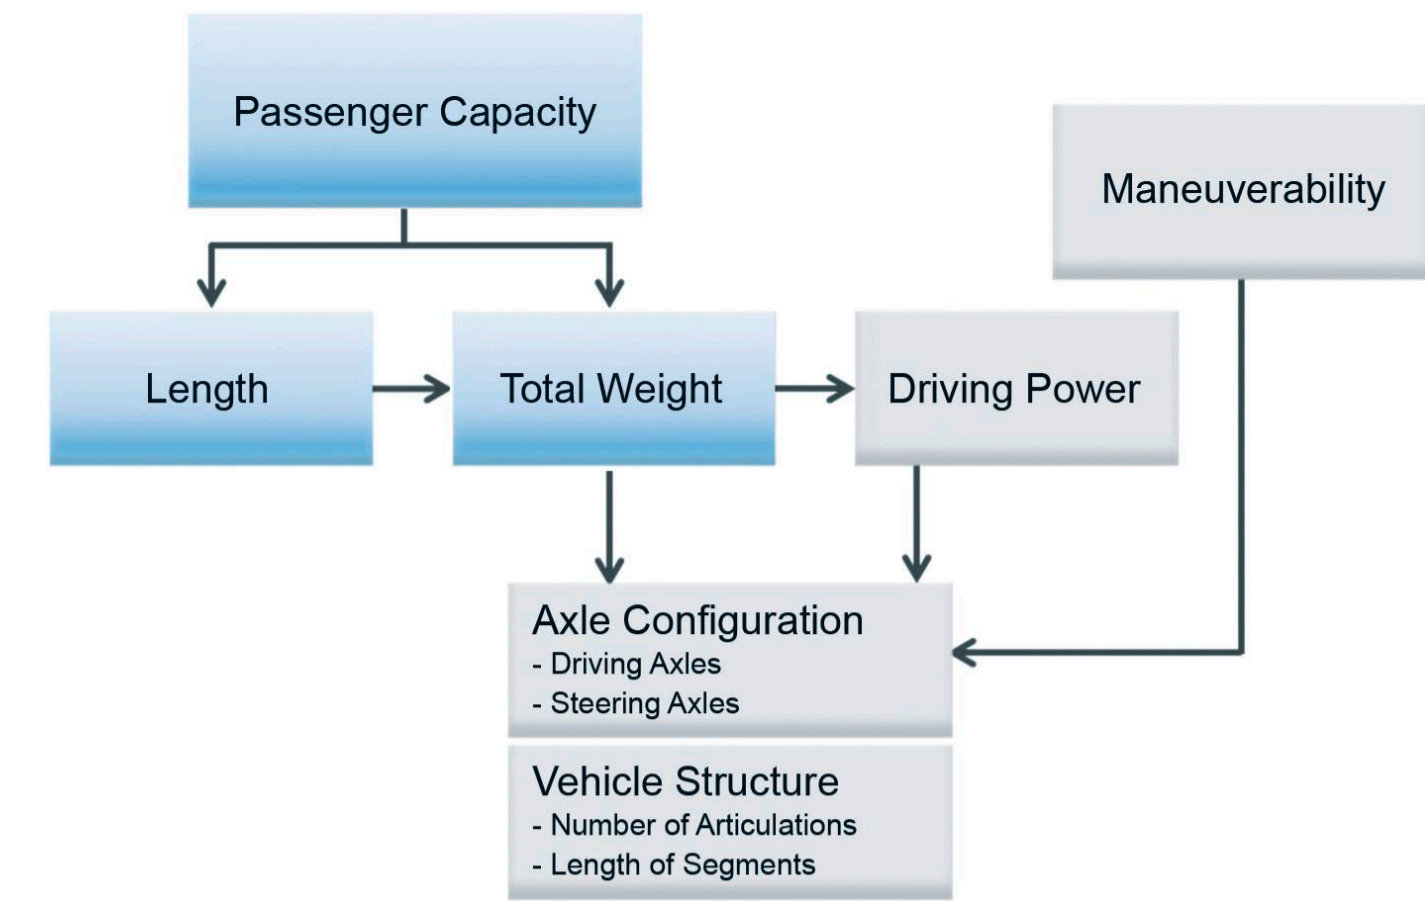 Passenger Capacity
Maneuverability
Length
Total Weight
Driving Power
Axle Configuration
- Driving Axles
- Steering Axles
Vehicle Structure
- Number of Articulations
- Length of Segments